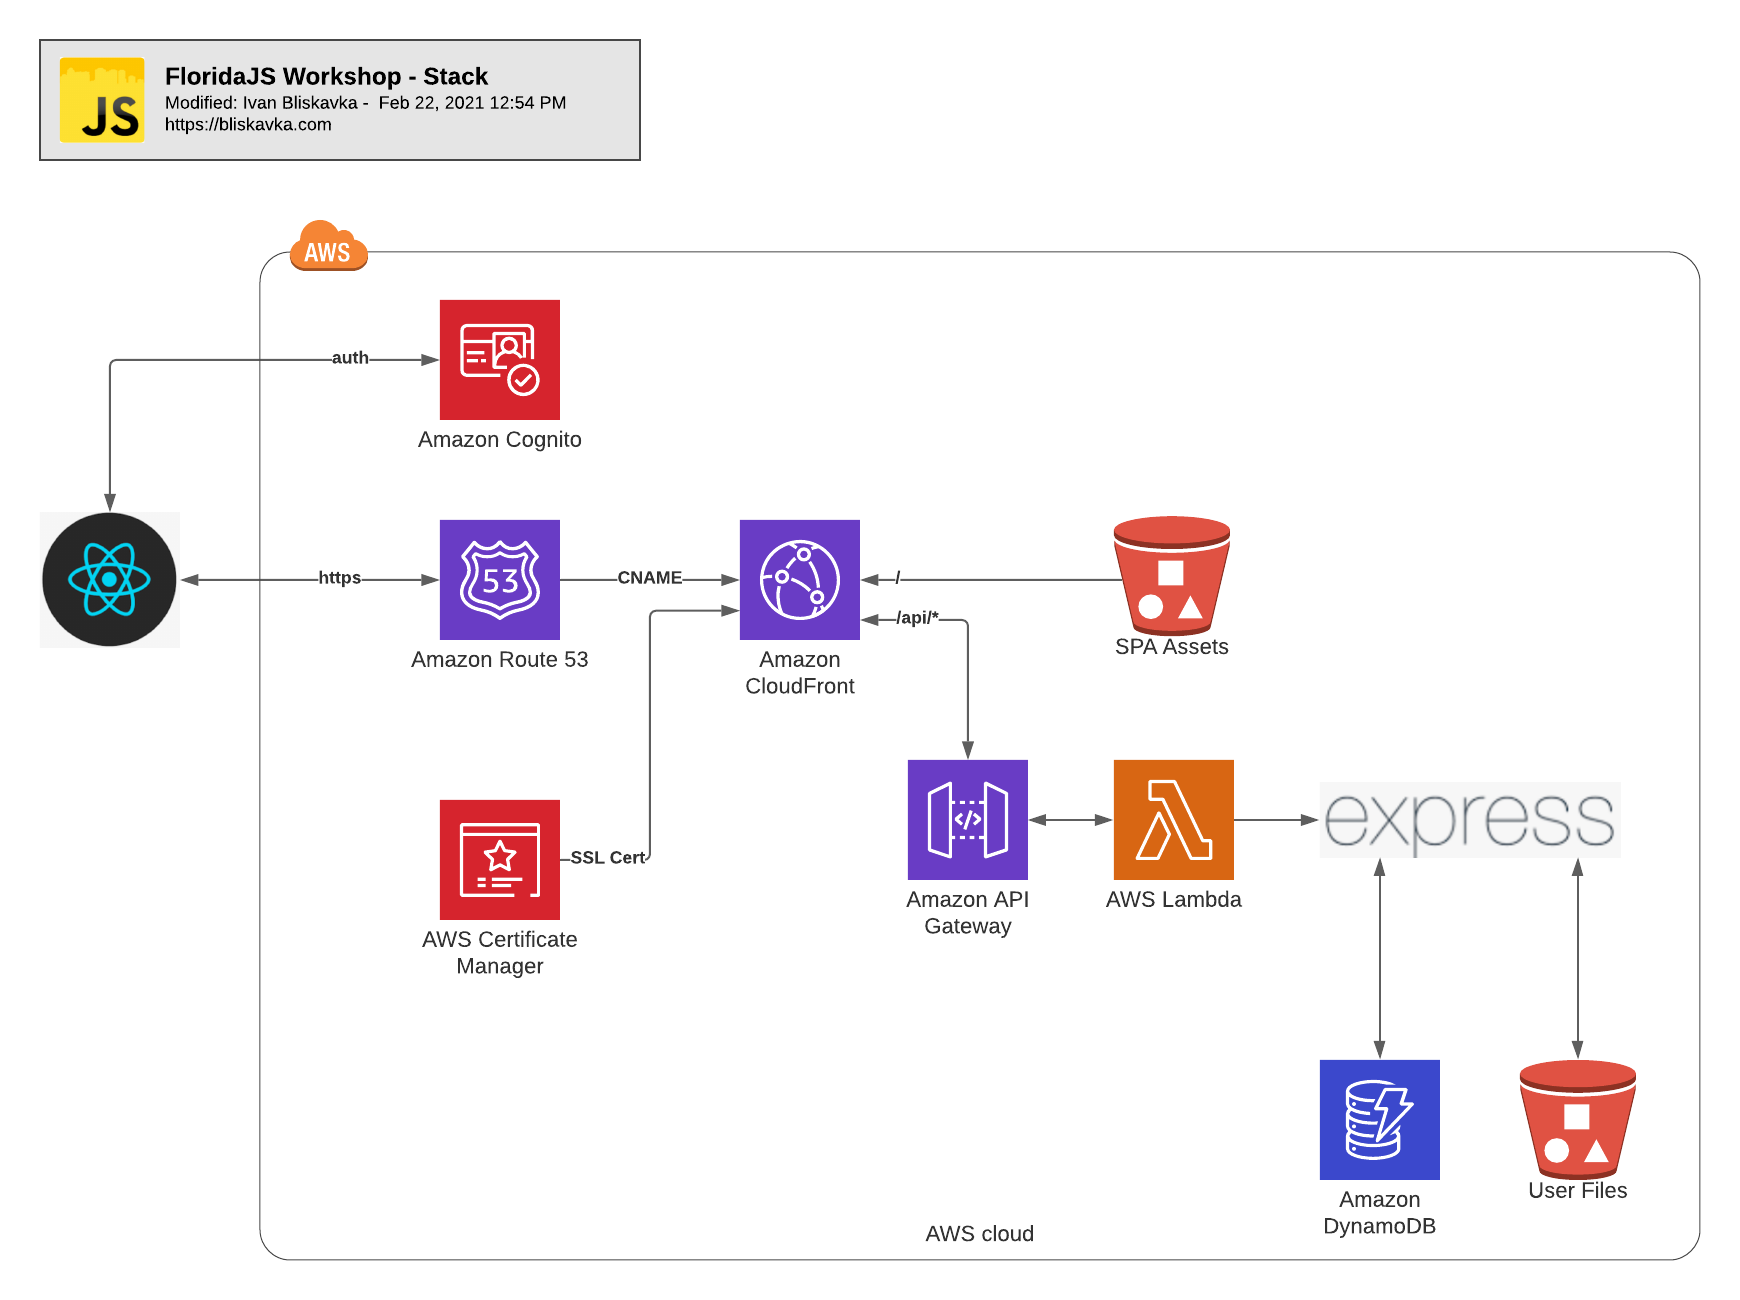 JS
FloridaJS Workshop - Stack
Modified: Ivan Bliskavka -  Feb 22, 2021 12:54 PM
https://bliskavka.com
AWS
auth
Amazon Cognito
https
53
CNAME
/
/api/*
Amazon Route 53
Amazon
CloudFront
SPA Assets
SSL Cert
AWS Certificate
Manager
</>
Amazon API
Gateway
AWS Lambda
express
Amazon
DynamoDB
User Files
AWS cloud